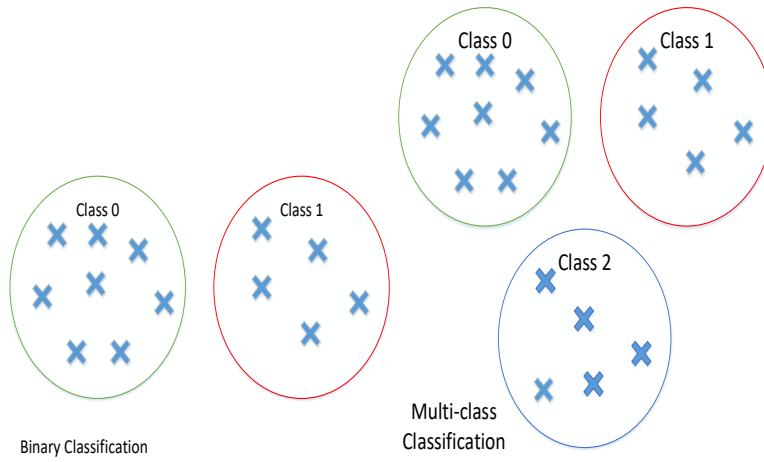 Class 0
Class 1
Binary Classification
Class 0
Class 1
Class 2
Multi-class
Classification